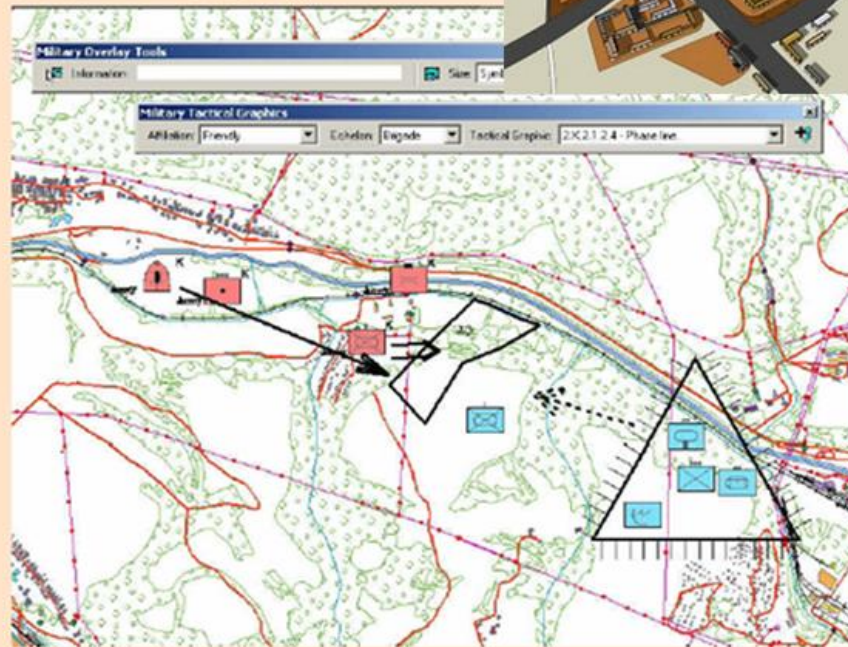 Military Overlay Tools
Information:
Size:
Military Tactical Graphics
Affiliation: Friendly
Echelon: Brigade
Tactical Graphic: 2.X.2.1.2.4 - Phase line.
K
K
K
K